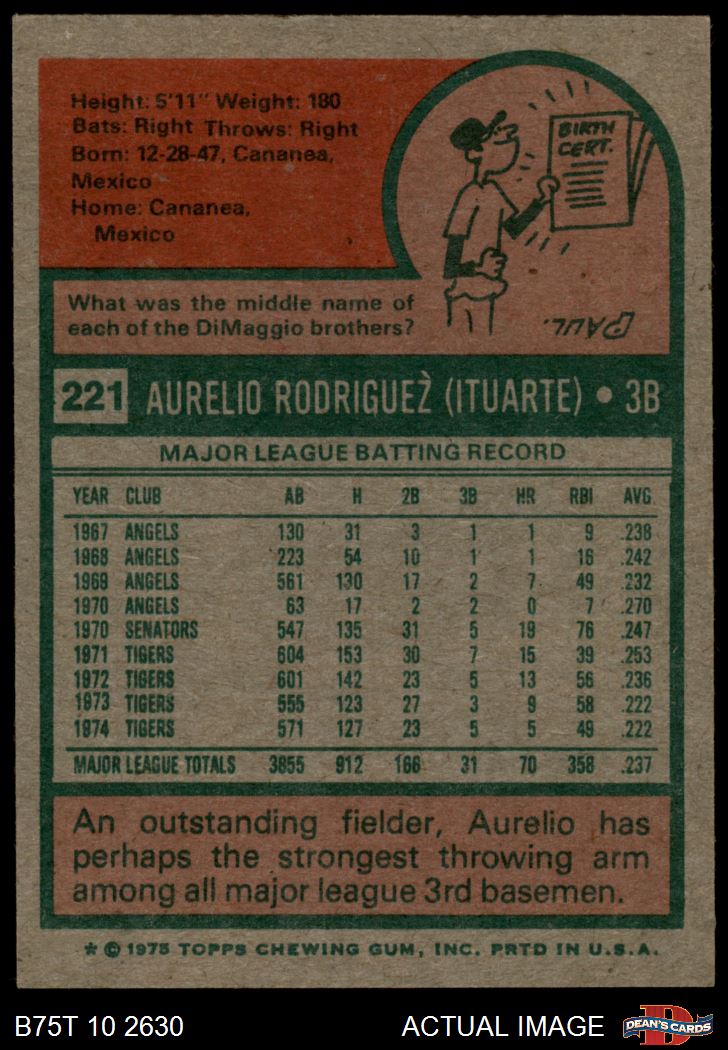 Height: 5'11" Weight: 180
Bats: Right Throws: Right
Born: 12-28-47, Cananea,
Mexico
Home: Cananea,
Mexico
BIRTH
CERT.
What was the middle name of
each of the DiMaggio brothers?
PAUL.
221 AURELIO RODRIGUEZ̀ (ITUARTE) • 3B
MAJOR LEAGUE BATTING RECORD
YEAR CLUB AB H 2B 3B HR RBI AVG.
1967 ANGELS 130 31 3 1 1 9 .238
1968 ANGELS 223 54 10 1 1 16 .242
1969 ANGELS 561 130 17 2 7 49 .232
1970 ANGELS 63 17 2 2 0 7 .270
1970 SENATORS 547 135 31 5 19 76 .247
1971 TIGERS 604 153 30 7 15 39 .253
1972 TIGERS 601 142 23 5 13 56 .236
1973 TIGERS 555 123 27 3 9 58 .222
1974 TIGERS 571 127 23 5 5 49 .222
MAJOR LEAGUE TOTALS 3855 912 166 31 70 358 .237
An outstanding fielder, Aurelio has
perhaps the strongest throwing arm
among all major league 3rd basemen.
* © 1975 TOPPS CHEWING GUM, INC. PRTD IN U.S.A.
B75T 10 2630 ACTUAL IMAGE
D
DEAN'S CARDS